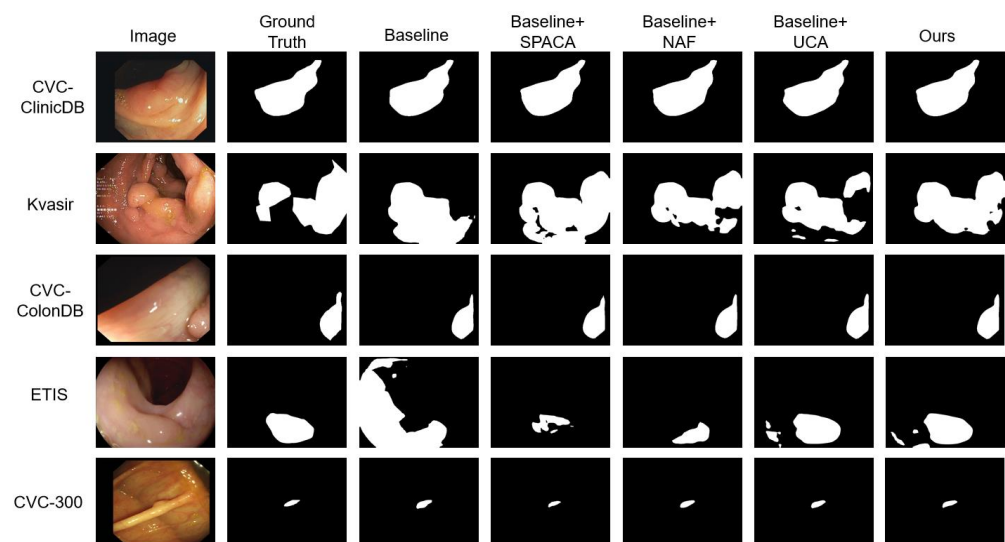 Image
Ground
Truth
Baseline
Baseline+
SPACA
Baseline+
NAF
Baseline+
UCA
Ours
CVC-
ClinicDB
Kvasir
CVC-
ColonDB
ETIS
CVC-300